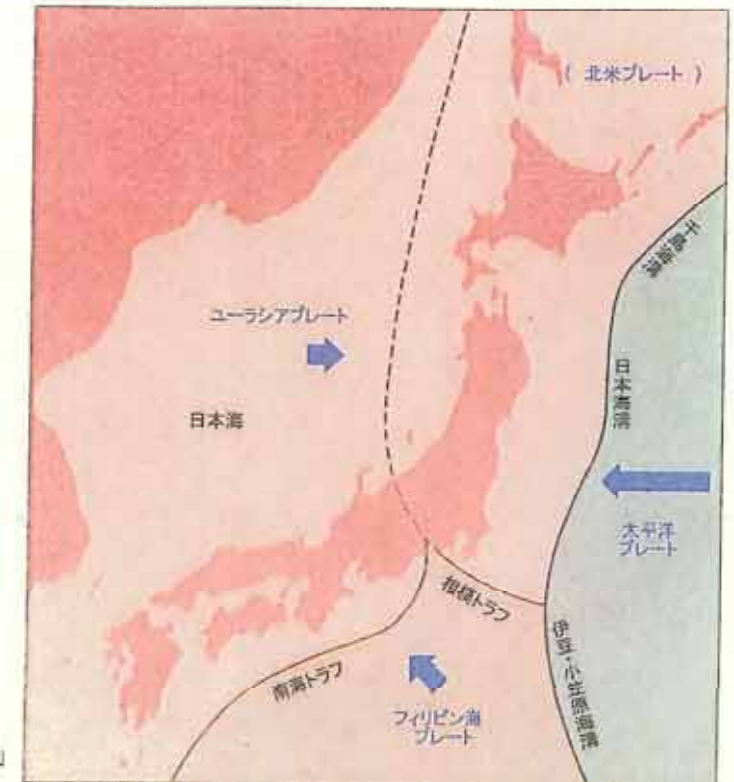 ( 北米プレート )
千島海溝
ユーラシアプレート
日本海
日本海溝
太平洋
プレート
相模トラフ
南海トラフ
伊豆・小笠原海溝
フィリピン海
プレート
」